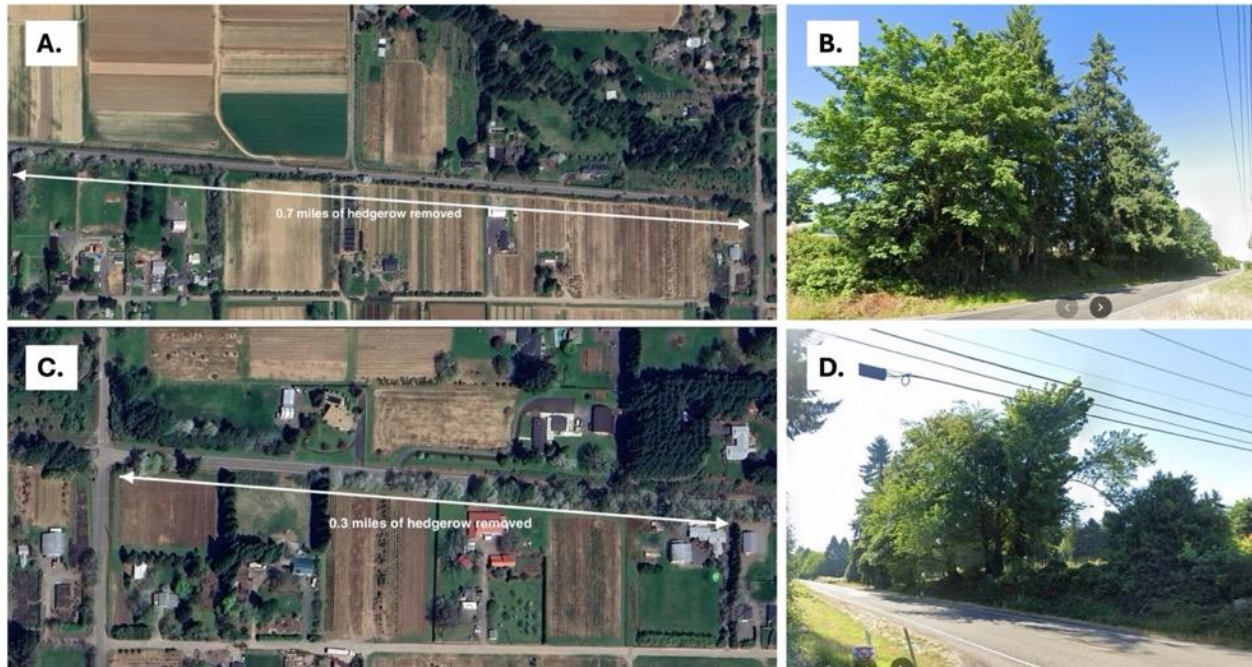 A.
B.
0.7 miles of hedgerow removed
C.
D.
0.3 miles of hedgerow removed